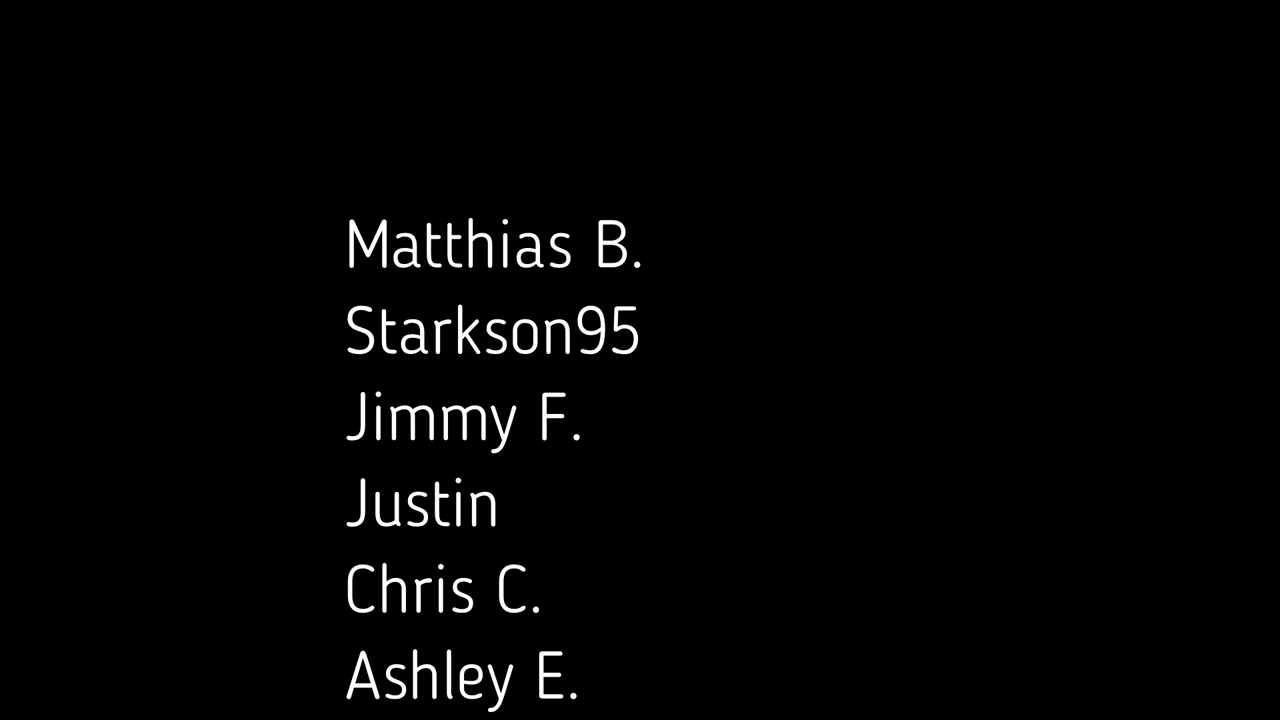 Matthias B.
Starkson95
Jimmy F.
Justin
Chris C.
Ashley E.